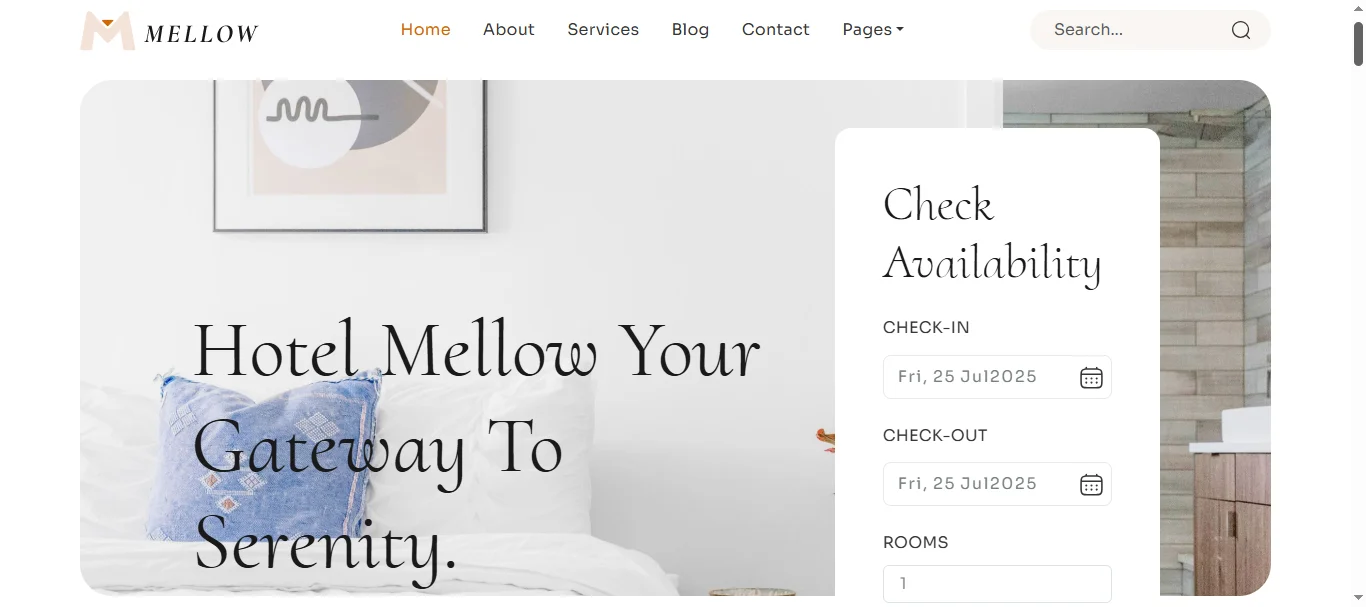 MELLOW
Home About Services Blog Contact Pages
Search...
Hotel Mellow Your
Gateway To
Serenity.
Check
Availability
CHECK-IN
Fri, 25 Jul2025
CHECK-OUT
Fri, 25 Jul2025
ROOMS
1